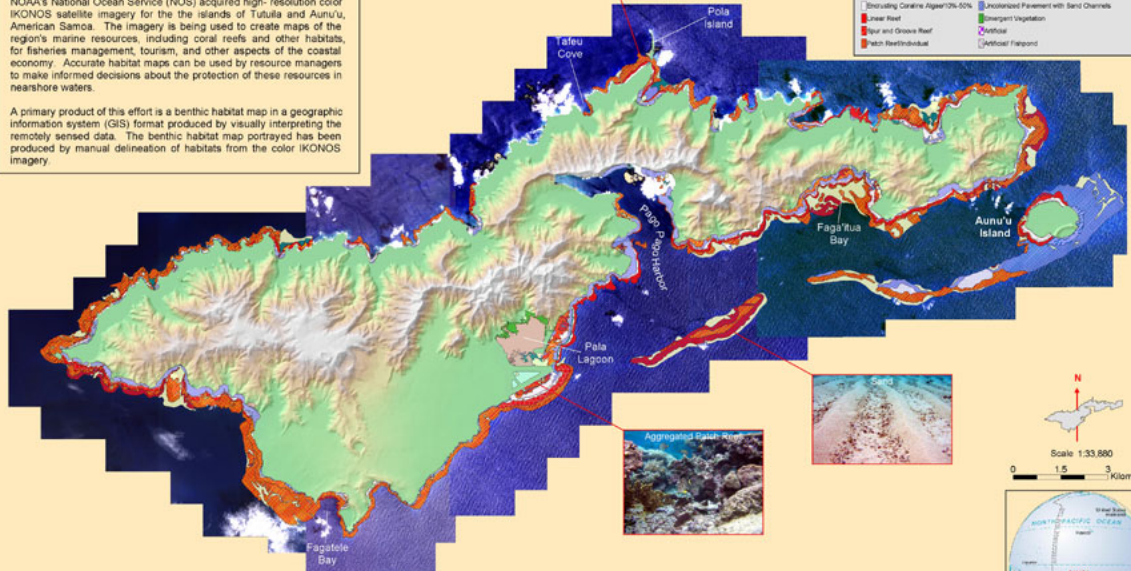 NOAA's National Ocean Service (NOS) acquired high- resolution color
IKONOS satellite imagery for the the islands of Tutuila and Aunu'u,
American Samoa. The imagery is being used to create maps of the
region's marine resources, including coral reefs and other habitats,
for fisheries management, tourism, and other aspects of the coastal
economy. Accurate habitat maps can be used by resource managers
to make informed decisions about the protection of these resources in
nearshore waters.
A primary product of this effort is a benthic habitat map in a geographic
information system (GIS) format produced by visually interpreting the
remotely sensed data. The benthic habitat map portrayed has been
produced by manual delineation of habitats from the color IKONOS
imagery.
Encrusting Coraline Algae/10%-50%
Linear Reef
Spur and Groove Reef
Patch Reef/Individual
Uncolonized Pavement with Sand Channels
Emergent Vegetation
Artificial
Artificial/ Fishpond
Pola
Island
Tafeu
Cove
Pago Pago Harbor
Faga'itua
Bay
Aunu'u
Island
Pala
Lagoon
Fagatele
Bay
Sand
Aggregated Patch Reef
N
Scale 1:33,880
0 1.5 3 Kilom
NORTH PACIFIC OCEAN